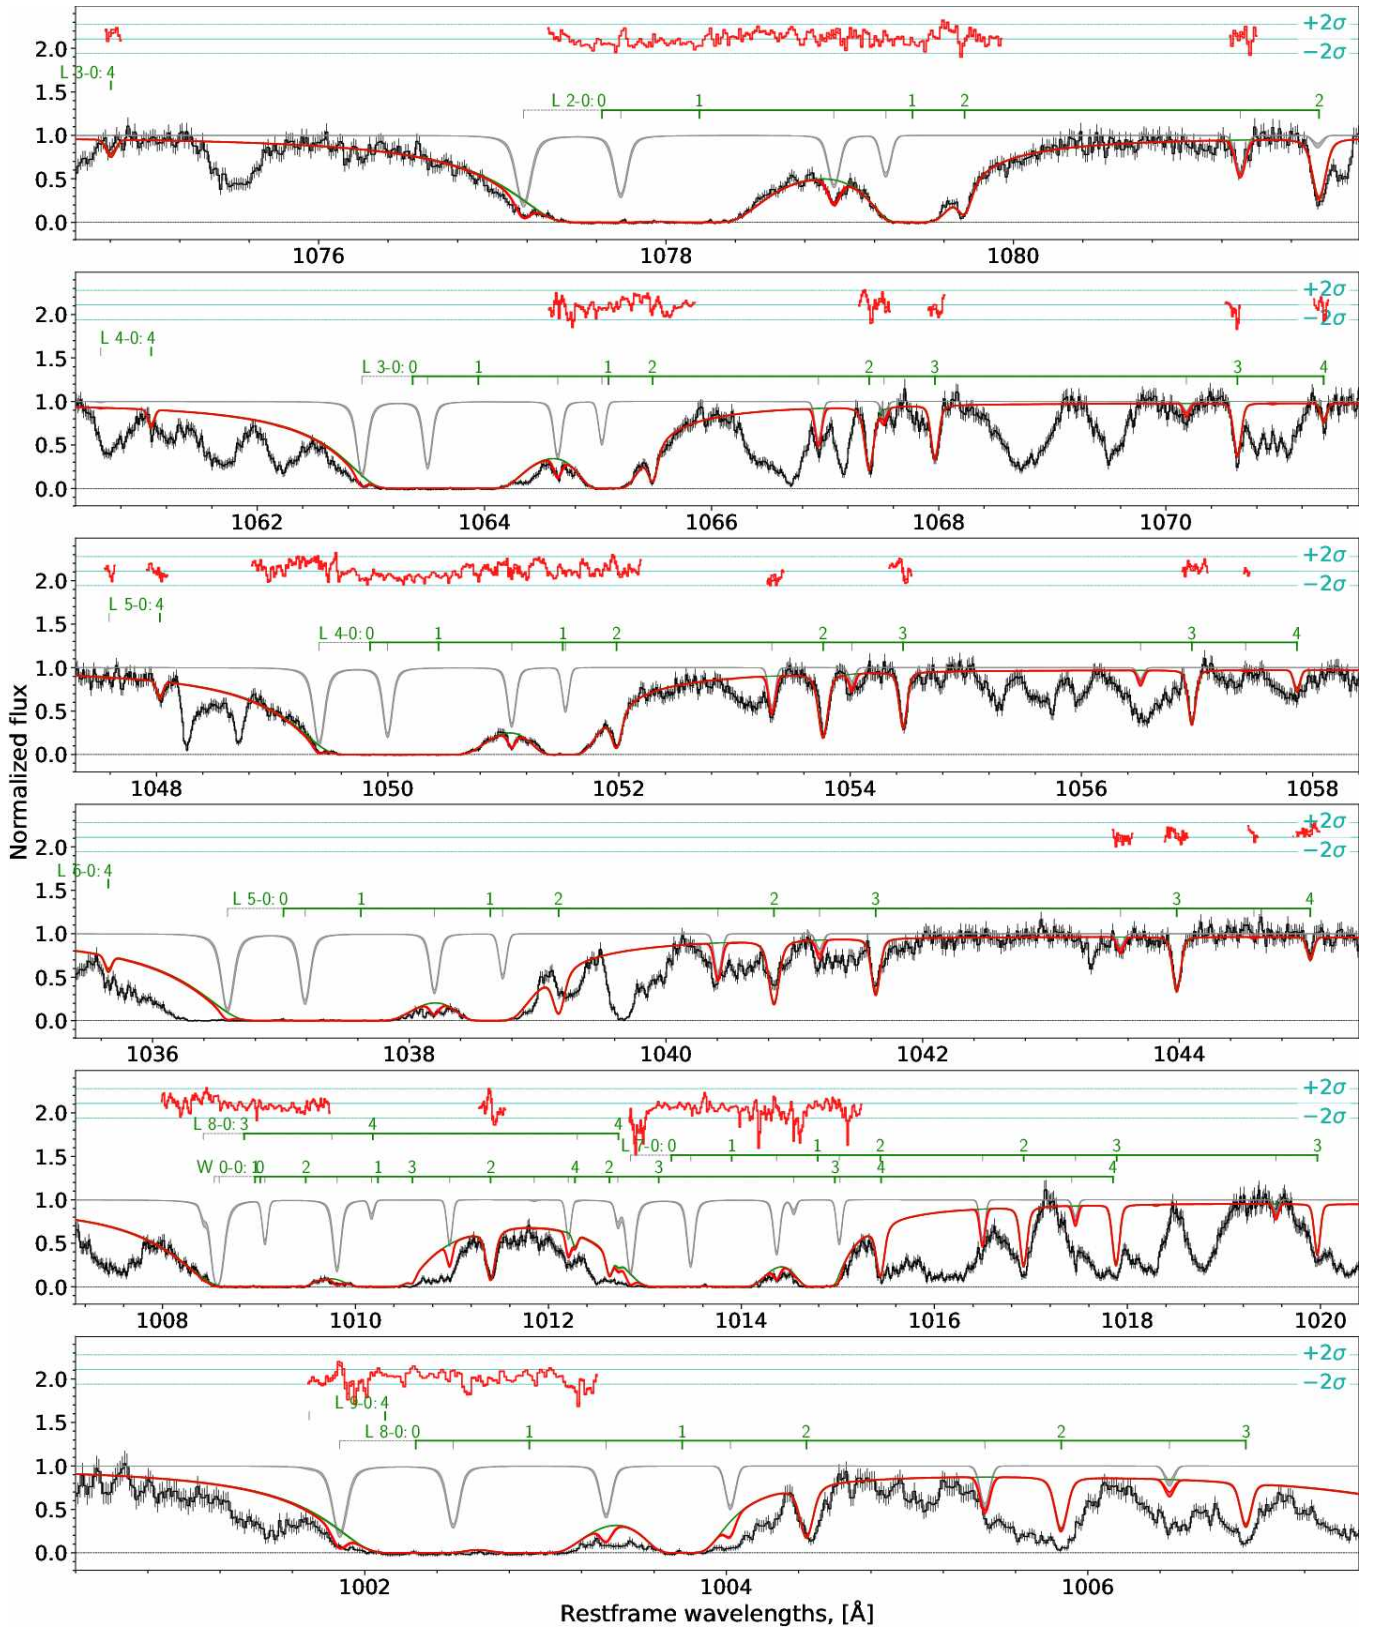 +2σ
2.0
−2σ
L 3-0: 4
1.5
L 2-0: 0 1 1 2 2
1.0
0.5
0.0
1076 1078 1080
+2σ
2.0
−2σ
L 4-0: 4
1.5
L 3-0: 0 1 1 2 2 3 3 4
1.0
0.5
0.0
1062 1064 1066 1068 1070
+2σ
2.0
−2σ
L 5-0: 4
1.5
L 4-0: 0 1 1 2 2 3 3 4
1.0
0.5
0.0
1048 1050 1052 1054 1056 1058
Normalized flux
+2σ
2.0
−2σ
L 6-0: 4
1.5
L 5-0: 0 1 1 2 2 3 3 4
1.0
0.5
0.0
1036 1038 1040 1042 1044
+2σ
2.0
−2σ
L 8-0: 3 4 4
1.5
L 7-0: 0 1 1 2 2 3 3
W 0-0: 1 0 2 1 3 2 4 2 3 3 4 4
1.0
0.5
0.0
1008 1010 1012 1014 1016 1018 1020
+2σ
2.0
−2σ
L 9-0: 4
1.5
L 8-0: 0 1 1 2 2 3
1.0
0.5
0.0
1002 1004 1006
Restframe wavelengths, [Å]